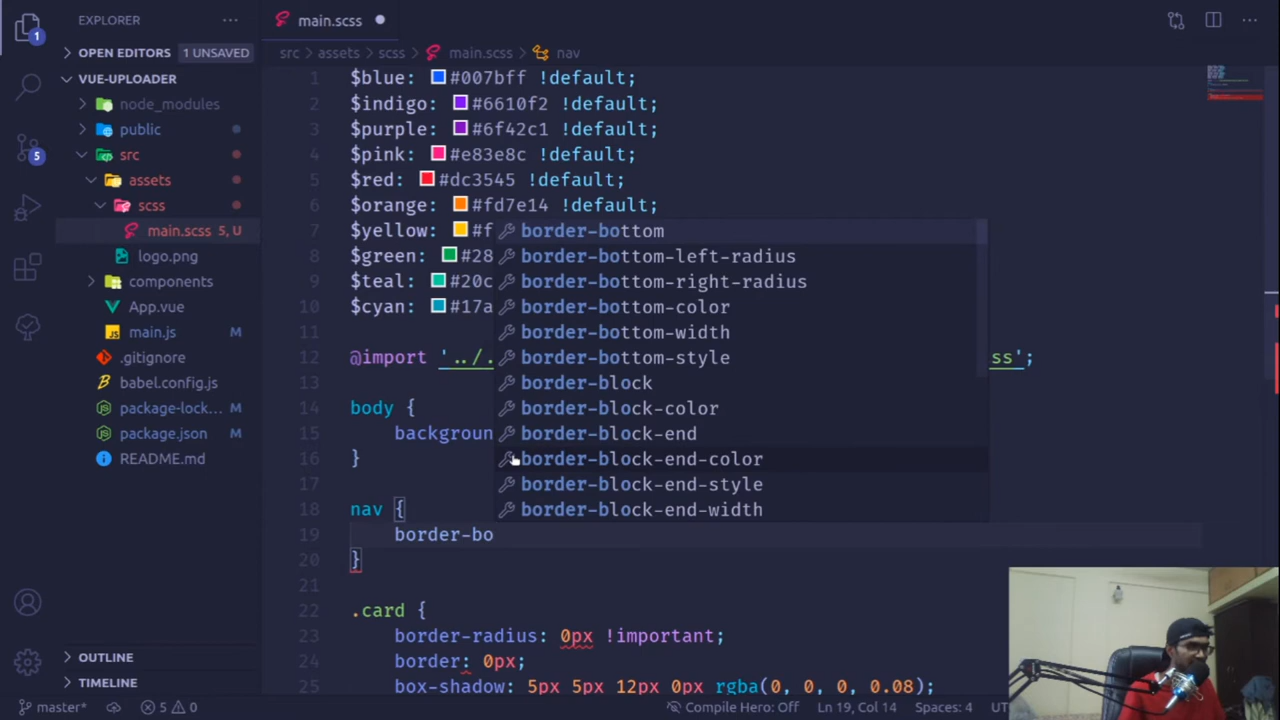 EXPLORER
main.scss
OPEN EDITORS 1 UNSAVED
src > assets > scss > main.scss > nav
VUE-UPLOADER
node_modules
public
src
assets
scss
main.scss 5, U
logo.png
components
App.vue
main.js M
.gitignore
babel.config.js
package-lock... M
package.json M
README.md
OUTLINE
TIMELINE
1
5
1 $blue: #007bff !default;
2 $indigo: #6610f2 !default;
3 $purple: #6f42c1 !default;
4 $pink: #e83e8c !default;
5 $red: #dc3545 !default;
6 $orange: #fd7e14 !default;
7 $yellow: #f
8 $green: #28
9 $teal: #20c
10 $cyan: #17a
11
12 @import '../. ss';
13
14 body {
15 backgroun
16 }
17
18 nav {
19 border-bo
20 }
21
22 .card {
23 border-radius: 0px !important;
24 border: 0px;
25 box-shadow: 5px 5px 12px 0px rgba(0, 0, 0, 0.08);
border-bottom
border-bottom-left-radius
border-bottom-right-radius
border-bottom-color
border-bottom-width
border-bottom-style
border-block
border-block-color
border-block-end
border-block-end-color
border-block-end-style
border-block-end-width
master* 5 0 Compile Hero: Off Ln 19, Col 14 Spaces: 4